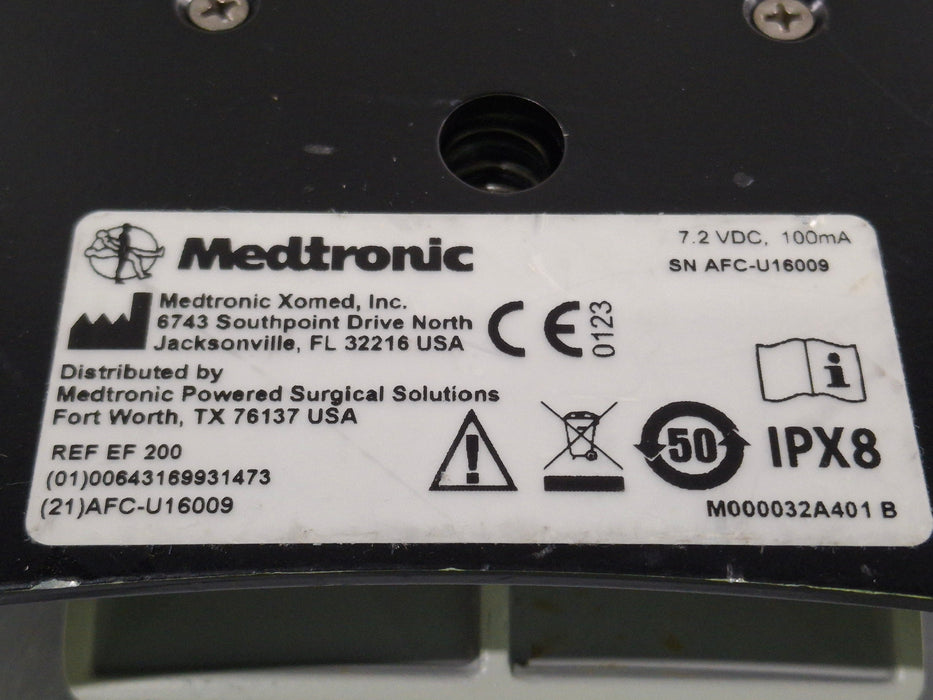 Medtronic
7.2 VDC, 100mA
SN AFC-U16009
Medtronic Xomed, Inc.
6743 Southpoint Drive North
Jacksonville, FL 32216 USA
CE 0123
Distributed by
Medtronic Powered Surgical Solutions
Fort Worth, TX 76137 USA
REF EF 200
(01)00643169931473
(21)AFC-U16009
!
50
i
IPX8
M000032A401 B